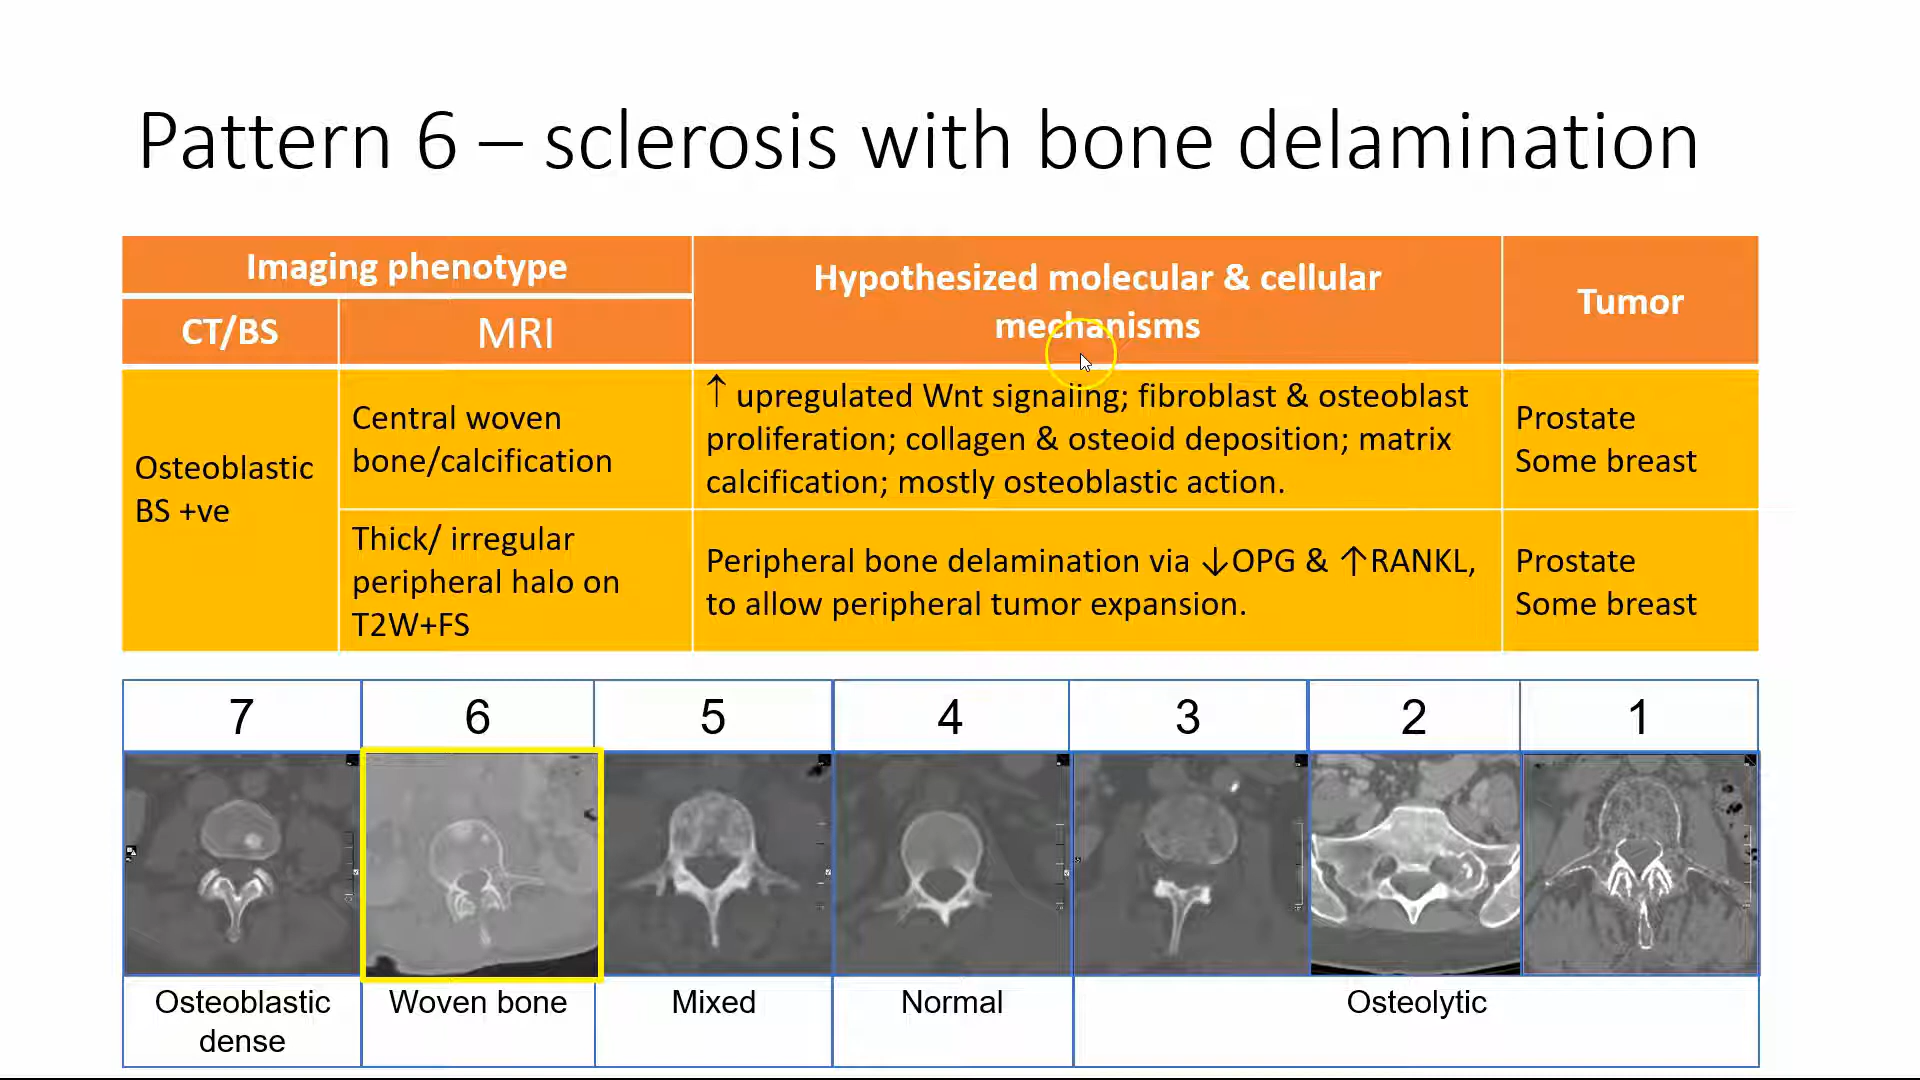 Pattern 6 – sclerosis with bone delamination
Imaging phenotype
Hypothesized molecular & cellular
mechanisms
Tumor
CT/BS
MRI
Osteoblastic
BS +ve
Central woven
bone/calcification
↑ upregulated Wnt signaling; fibroblast & osteoblast
proliferation; collagen & osteoid deposition; matrix
calcification; mostly osteoblastic action.
Prostate
Some breast
Thick/ irregular
peripheral halo on
T2W+FS
Peripheral bone delamination via ↓OPG & ↑RANKL,
to allow peripheral tumor expansion.
Prostate
Some breast
7
6
5
4
3
2
1
Osteoblastic
dense
Woven bone
Mixed
Normal
Osteolytic